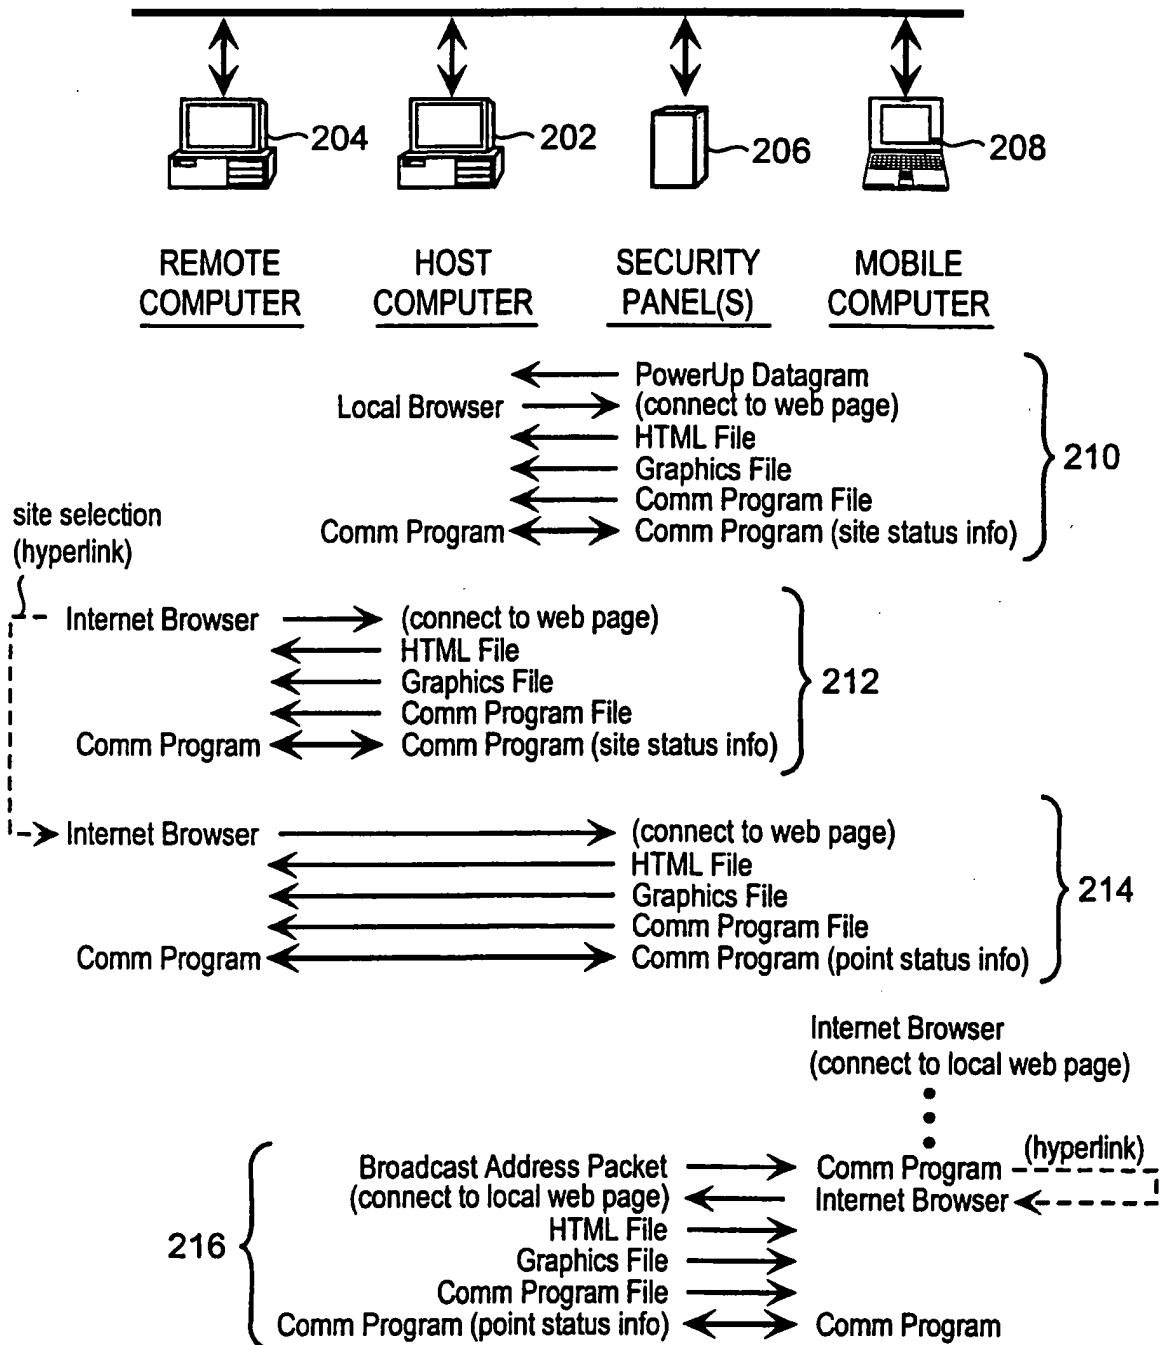 204
202
206
208
REMOTE COMPUTER
HOST COMPUTER
SECURITY PANEL(S)
MOBILE COMPUTER
PowerUp Datagram
Local Browser (connect to web page)
HTML File
Graphics File
Comm Program File
Comm Program Comm Program (site status info)
210
site selection
(hyperlink)
Internet Browser (connect to web page)
HTML File
Graphics File
Comm Program File
Comm Program Comm Program (site status info)
212
Internet Browser (connect to web page)
HTML File
Graphics File
Comm Program File
Comm Program Comm Program (point status info)
214
Internet Browser
(connect to local web page)
Broadcast Address Packet Comm Program (hyperlink)
(connect to local web page) Internet Browser
HTML File
Graphics File
Comm Program File
Comm Program (point status info) Comm Program
216